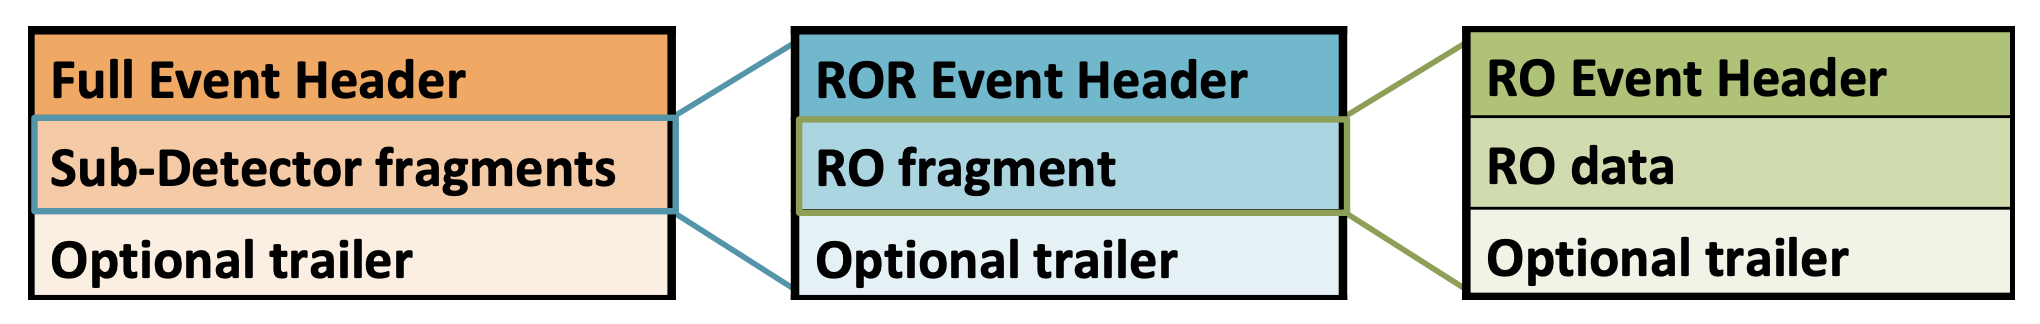 Full Event Header
Sub-Detector fragments
Optional trailer
ROR Event Header
RO fragment
Optional trailer
RO Event Header
RO data
Optional trailer